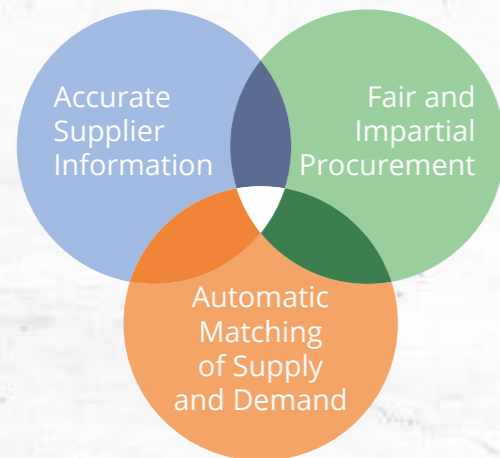 Accurate
Supplier
Information
Fair and
Impartial
Procurement
Automatic
Matching
of Supply
and Demand